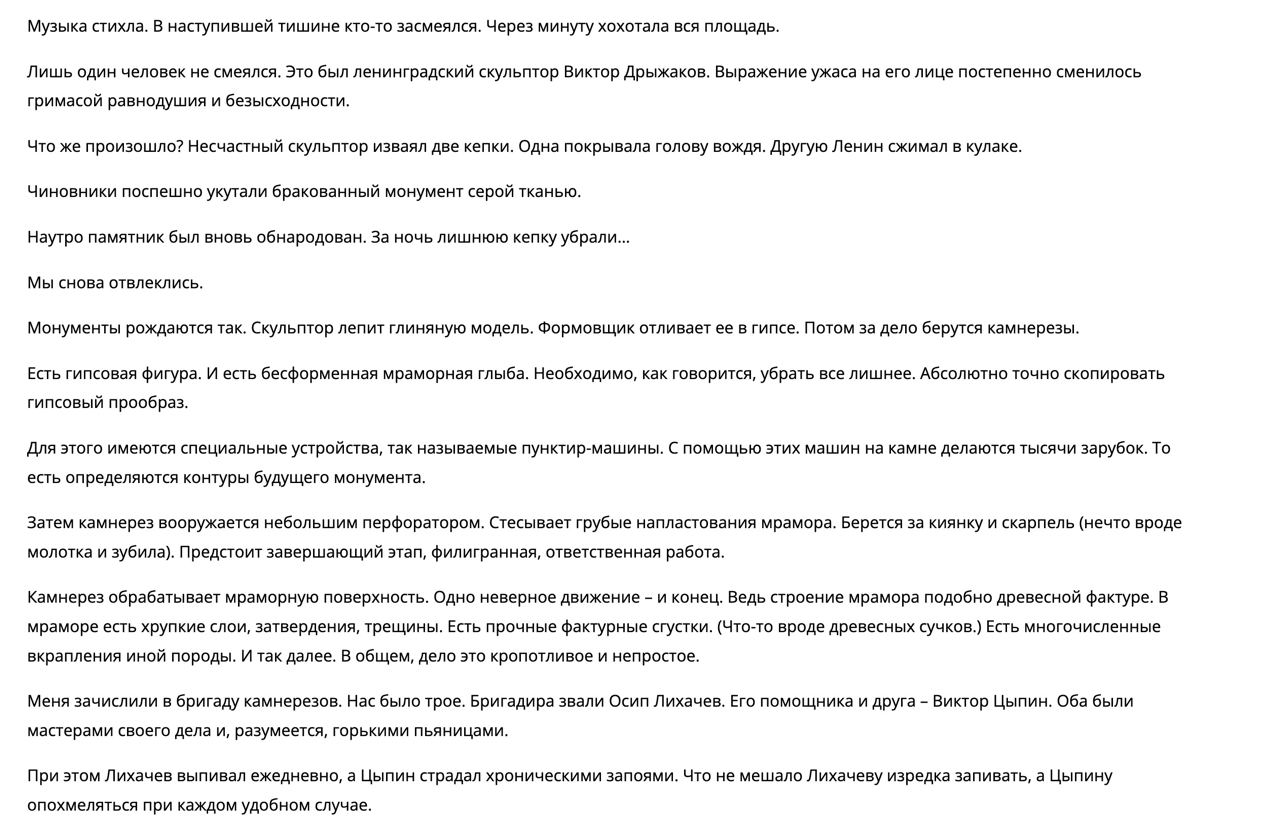 Музыка стихла. В наступившей тишине кто-то засмеялся. Через минуту хохотала вся площадь.
Лишь один человек не смеялся. Это был ленинградский скульптор Виктор Дрыжаков. Выражение ужаса на его лице постепенно сменилось
гримасой равнодушия и безысходности.
Что же произошло? Несчастный скульптор изваял две кепки. Одна покрывала голову вождя. Другую Ленин сжимал в кулаке.
Чиновники поспешно укутали бракованный монумент серой тканью.
Наутро памятник был вновь обнародован. За ночь лишнюю кепку убрали...
Мы снова отвлеклись.
Монументы рождаются так. Скульптор лепит глиняную модель. Формовщик отливает ее в гипсе. Потом за дело берутся камнерезы.
Есть гипсовая фигура. И есть бесформенная мраморная глыба. Необходимо, как говорится, убрать все лишнее. Абсолютно точно скопировать
гипсовый прообраз.
Для этого имеются специальные устройства, так называемые пунктир-машины. С помощью этих машин на камне делаются тысячи зарубок. То
есть определяются контуры будущего монумента.
Затем камнерез вооружается небольшим перфоратором. Стесывает грубые напластования мрамора. Берется за киянку и скарпель (нечто вроде
молотка и зубила). Предстоит завершающий этап, филигранная, ответственная работа.
Камнерез обрабатывает мраморную поверхность. Одно неверное движение – и конец. Ведь строение мрамора подобно древесной фактуре. В
мраморе есть хрупкие слои, затвердения, трещины. Есть прочные фактурные сгустки. (Что-то вроде древесных сучков.) Есть многочисленные
вкрапления иной породы. И так далее. В общем, дело это кропотливое и непростое.
Меня зачислили в бригаду камнерезов. Нас было трое. Бригадира звали Осип Лихачев. Его помощника и друга – Виктор Цыпин. Оба были
мастерами своего дела и, разумеется, горькими пьяницами.
При этом Лихачев выпивал ежедневно, а Цыпин страдал хроническими запоями. Что не мешало Лихачеву изредка запивать, а Цыпину
опохмеляться при каждом удобном случае.